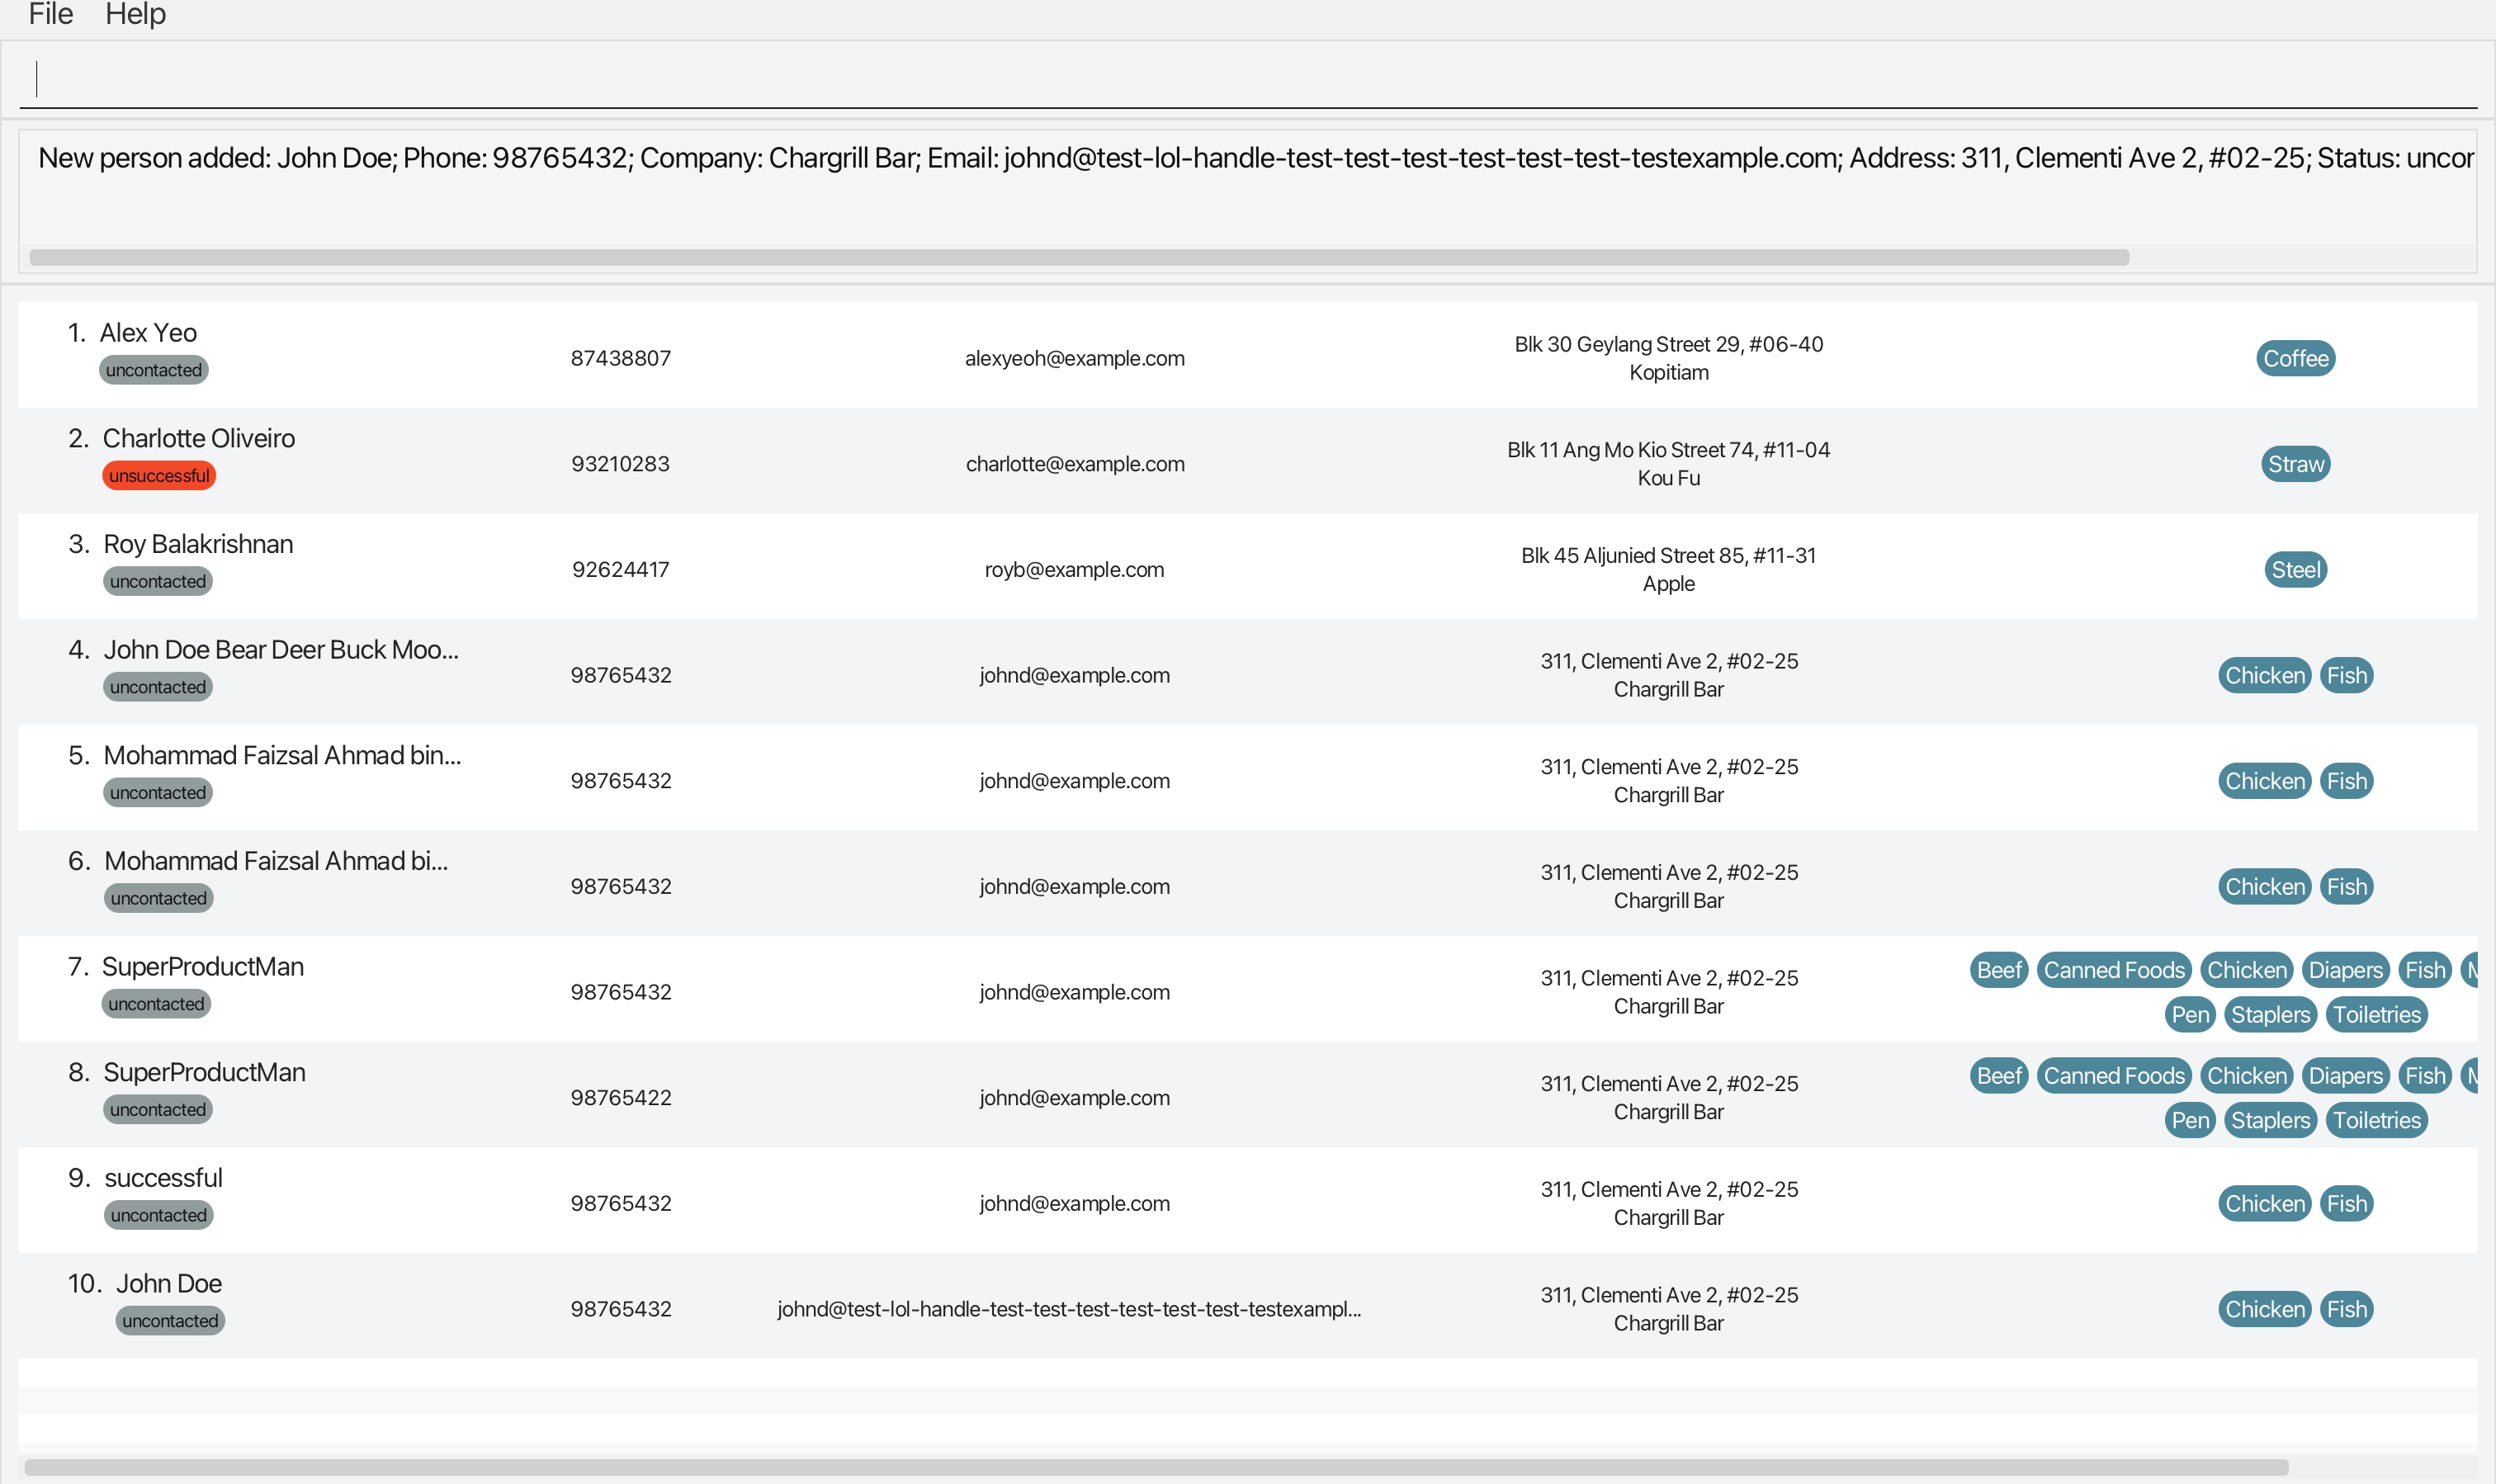 File Help
New person added: John Doe; Phone: 98765432; Company: Chargrill Bar; Email: johnd@test-lol-handle-test-test-test-test-test-test-testexample.com; Address: 311, Clementi Ave 2, #02-25; Status: uncor
1. Alex Yeo
uncontacted
87438807
alexyeoh@example.com
Blk 30 Geylang Street 29, #06-40
Kopitiam
Coffee
2. Charlotte Oliveiro
unsuccessful
93210283
charlotte@example.com
Blk 11 Ang Mo Kio Street 74, #11-04
Kou Fu
Straw
3. Roy Balakrishnan
uncontacted
92624417
royb@example.com
Blk 45 Aljunied Street 85, #11-31
Apple
Steel
4. John Doe Bear Deer Buck Moo...
uncontacted
98765432
johnd@example.com
311, Clementi Ave 2, #02-25
Chargrill Bar
Chicken Fish
5. Mohammad Faizsal Ahmad bin...
uncontacted
98765432
johnd@example.com
311, Clementi Ave 2, #02-25
Chargrill Bar
Chicken Fish
6. Mohammad Faizsal Ahmad bi...
uncontacted
98765432
johnd@example.com
311, Clementi Ave 2, #02-25
Chargrill Bar
Chicken Fish
7. SuperProductMan
uncontacted
98765432
johnd@example.com
311, Clementi Ave 2, #02-25
Chargrill Bar
Beef Canned Foods Chicken Diapers Fish
Pen Staplers Toiletries
8. SuperProductMan
uncontacted
98765422
johnd@example.com
311, Clementi Ave 2, #02-25
Chargrill Bar
Beef Canned Foods Chicken Diapers Fish
Pen Staplers Toiletries
9. successful
uncontacted
98765432
johnd@example.com
311, Clementi Ave 2, #02-25
Chargrill Bar
Chicken Fish
10. John Doe
uncontacted
98765432
johnd@test-lol-handle-test-test-test-test-test-test-testexampl...
311, Clementi Ave 2, #02-25
Chargrill Bar
Chicken Fish